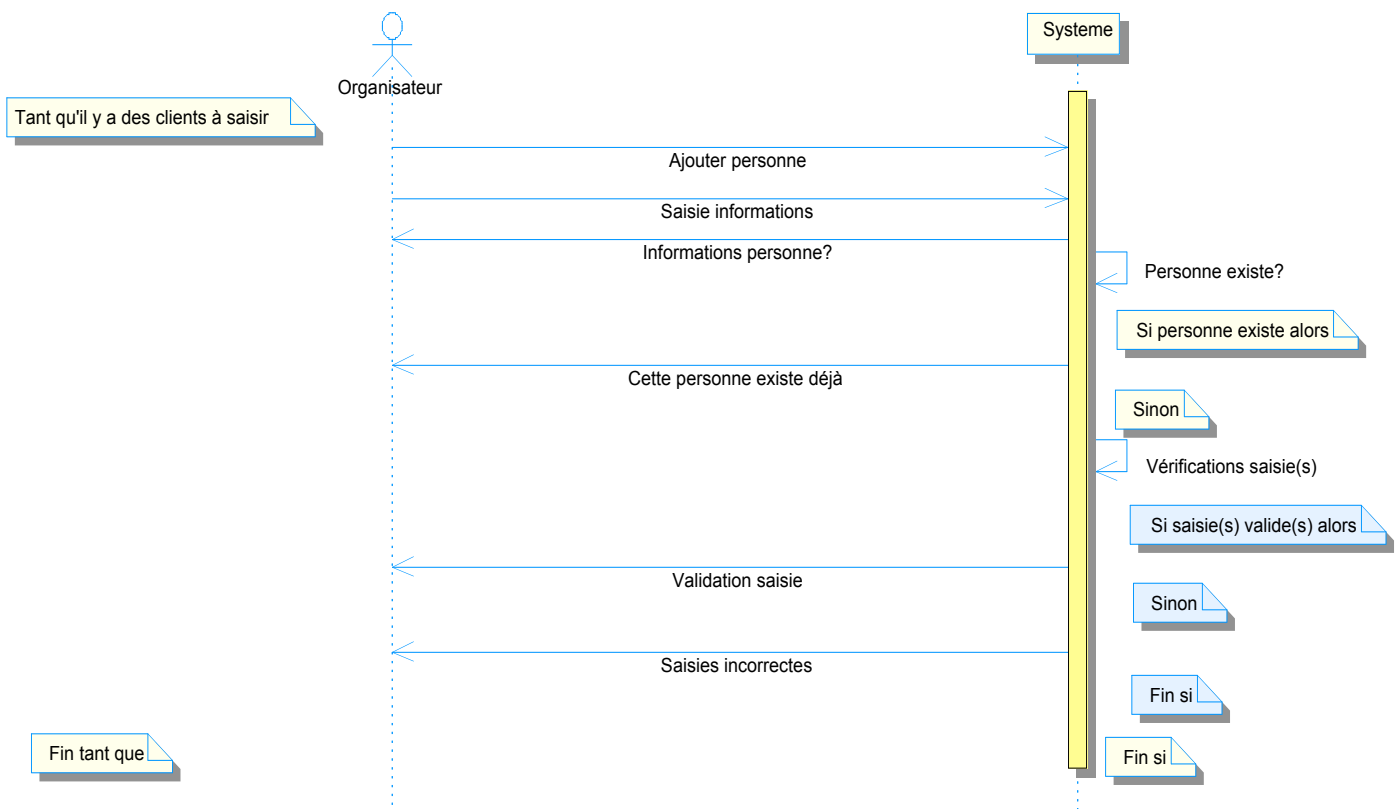 Systeme
Organisateur
Tant qu'il y a des clients à saisir
Ajouter personne
Saisie informations
Informations personne?
Personne existe?
Si personne existe alors
Cette personne existe déjà
Sinon
Vérifications saisie(s)
Si saisie(s) valide(s) alors
Validation saisie
Sinon
Saisies incorrectes
Fin si
Fin tant que
Fin si